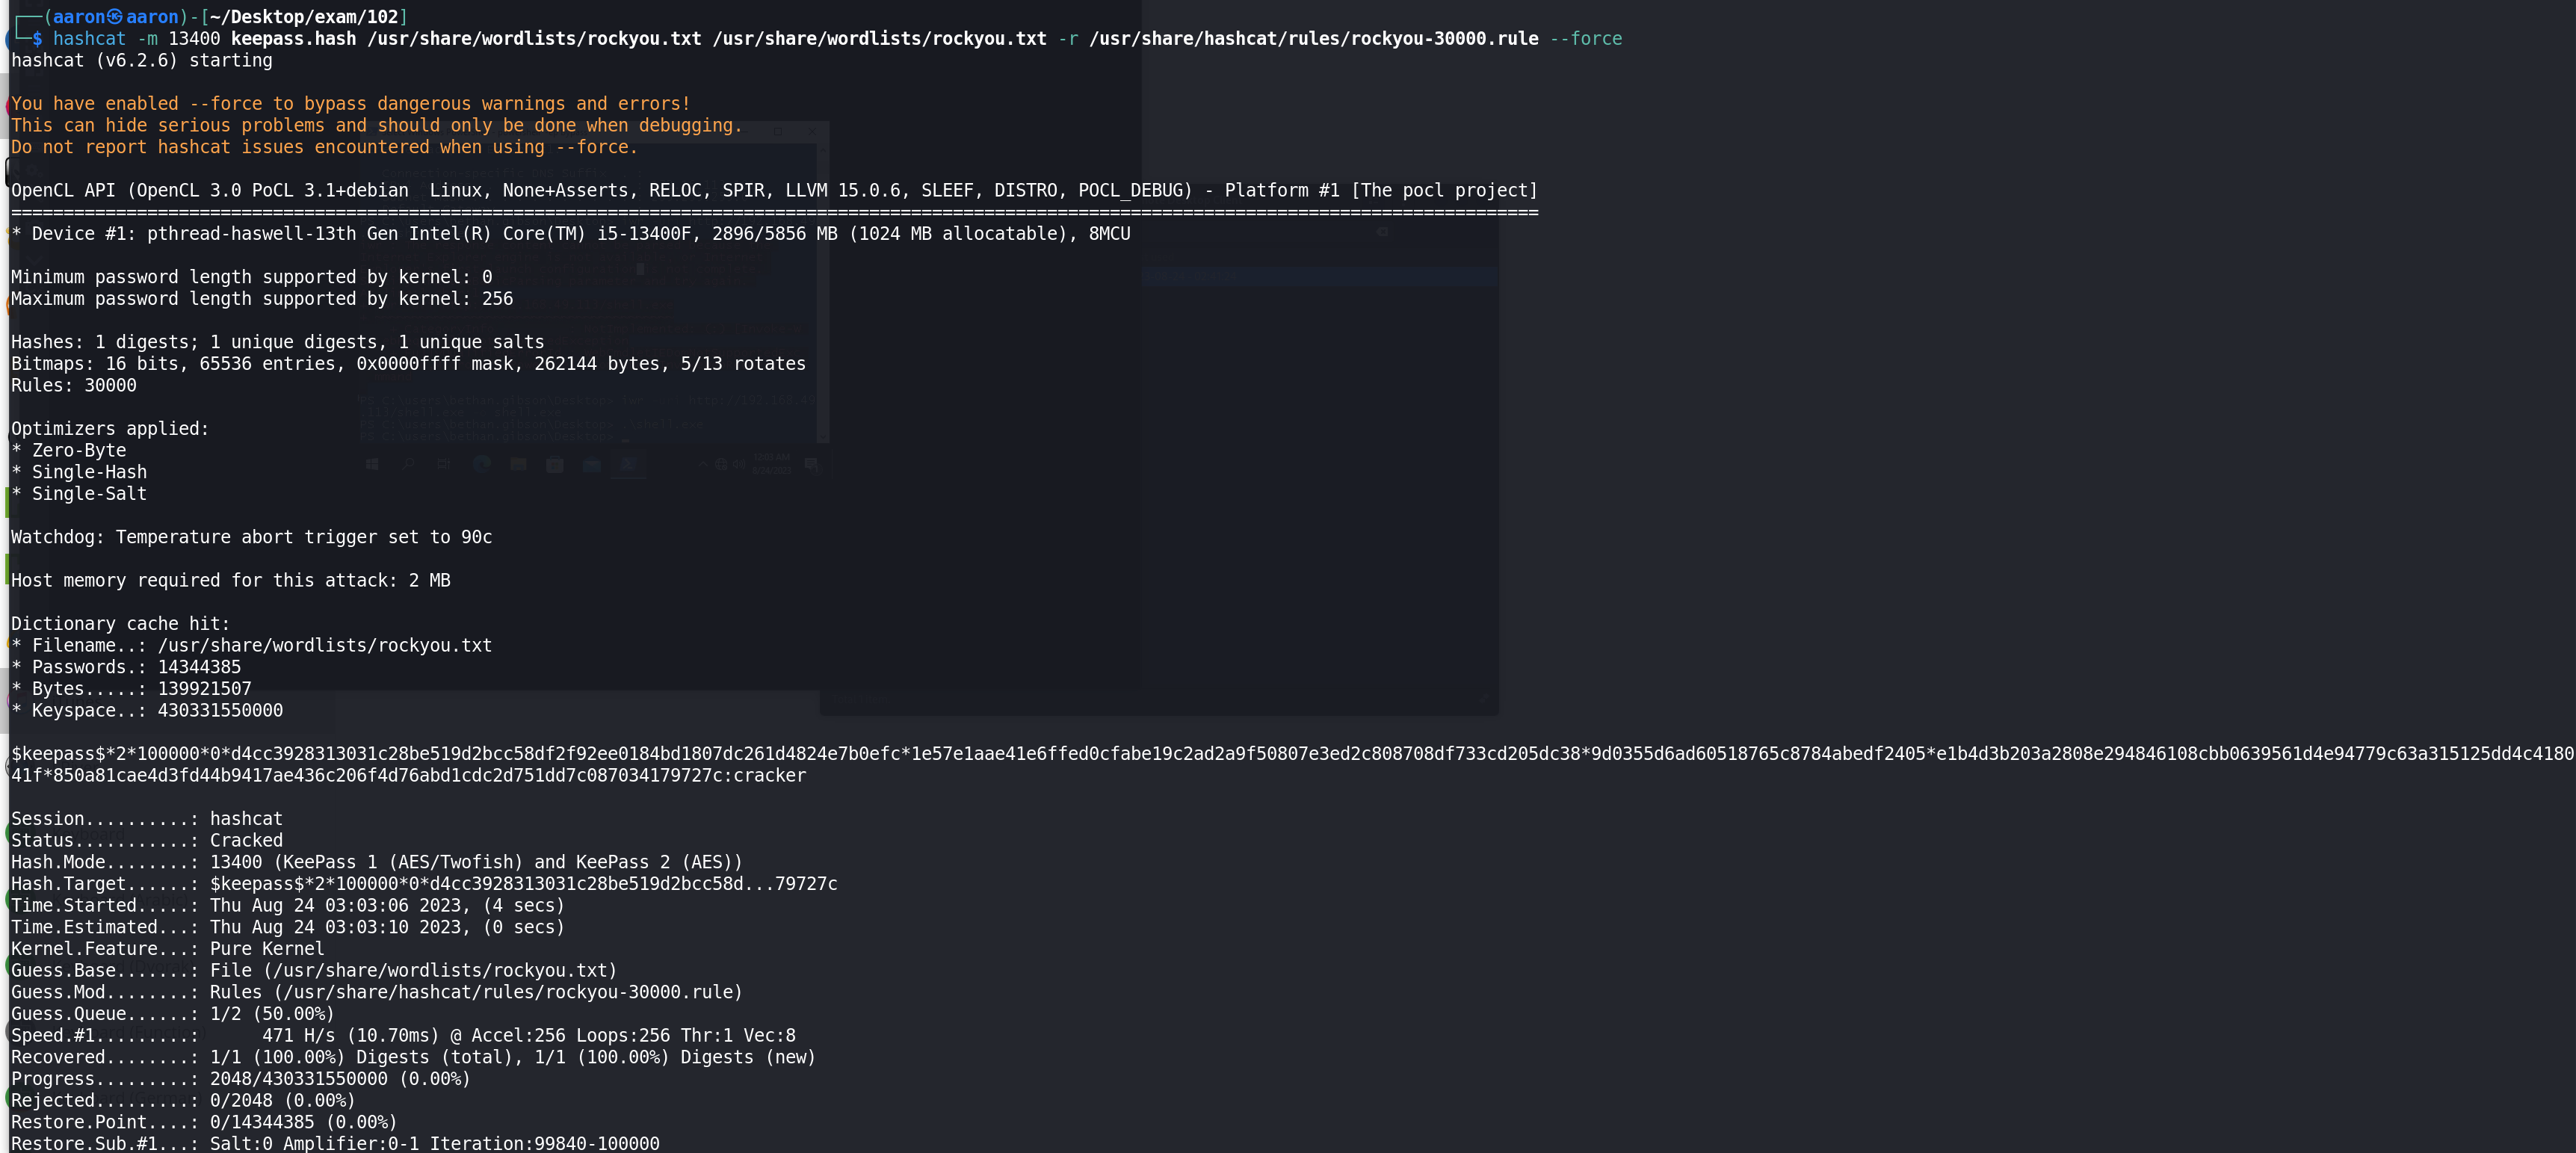 ┌──(aaron㉿aaron)-[~/Desktop/exam/102]
└─$ hashcat -m 13400 keepass.hash /usr/share/wordlists/rockyou.txt /usr/share/wordlists/rockyou.txt -r /usr/share/hashcat/rules/rockyou-30000.rule --force
hashcat (v6.2.6) starting
You have enabled --force to bypass dangerous warnings and errors!
This can hide serious problems and should only be done when debugging.
Do not report hashcat issues encountered when using --force.
OpenCL API (OpenCL 3.0 PoCL 3.1+debian  Linux, None+Asserts, RELOC, SPIR, LLVM 15.0.6, SLEEF, DISTRO, POCL_DEBUG) - Platform #1 [The pocl project]
==================================================================================================================================================
* Device #1: pthread-haswell-13th Gen Intel(R) Core(TM) i5-13400F, 2896/5856 MB (1024 MB allocatable), 8MCU
Minimum password length supported by kernel: 0
Maximum password length supported by kernel: 256
Hashes: 1 digests; 1 unique digests, 1 unique salts
Bitmaps: 16 bits, 65536 entries, 0x0000ffff mask, 262144 bytes, 5/13 rotates
Rules: 30000
Optimizers applied:
* Zero-Byte
* Single-Hash
* Single-Salt
Watchdog: Temperature abort trigger set to 90c
Host memory required for this attack: 2 MB
Dictionary cache hit:
* Filename..: /usr/share/wordlists/rockyou.txt
* Passwords.: 14344385
* Bytes.....: 139921507
* Keyspace..: 430331550000
$keepass$*2*100000*0*d4cc3928313031c28be519d2bcc58df2f92ee0184bd1807dc261d4824e7b0efc*1e57e1aae41e6ffed0cfabe19c2ad2a9f50807e3ed2c808708df733cd205dc38*9d0355d6ad60518765c8784abedf2405*e1b4d3b203a2808e294846108cbb0639561d4e94779c63a315125dd4c4180
41f*850a81cae4d3fd44b9417ae436c206f4d76abd1cdc2d751dd7c087034179727c:cracker
Session..........: hashcat
Status...........: Cracked
Hash.Mode........: 13400 (KeePass 1 (AES/Twofish) and KeePass 2 (AES))
Hash.Target......: $keepass$*2*100000*0*d4cc3928313031c28be519d2bcc58d...79727c
Time.Started.....: Thu Aug 24 03:03:06 2023, (4 secs)
Time.Estimated...: Thu Aug 24 03:03:10 2023, (0 secs)
Kernel.Feature...: Pure Kernel
Guess.Base.......: File (/usr/share/wordlists/rockyou.txt)
Guess.Mod........: Rules (/usr/share/hashcat/rules/rockyou-30000.rule)
Guess.Queue......: 1/2 (50.00%)
Speed.#1.........:      471 H/s (10.70ms) @ Accel:256 Loops:256 Thr:1 Vec:8
Recovered........: 1/1 (100.00%) Digests (total), 1/1 (100.00%) Digests (new)
Progress.........: 2048/430331550000 (0.00%)
Rejected.........: 0/2048 (0.00%)
Restore.Point....: 0/14344385 (0.00%)
Restore.Sub.#1...: Salt:0 Amplifier:0-1 Iteration:99840-100000